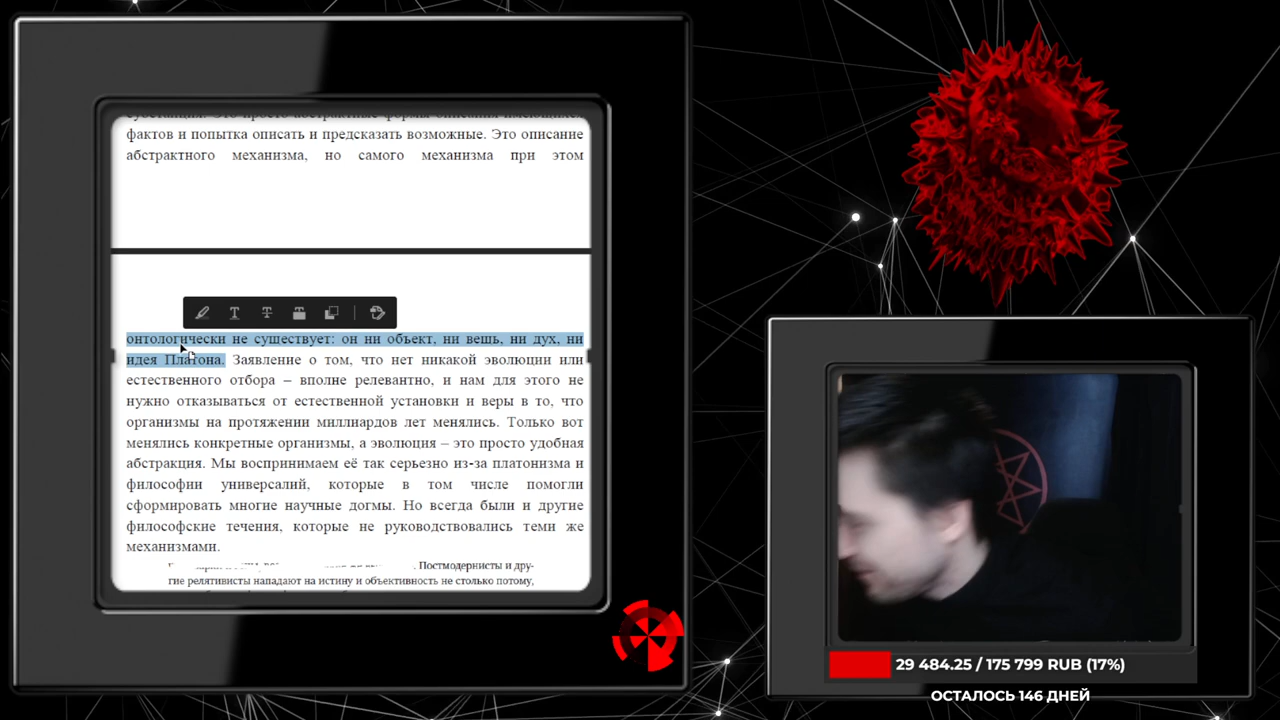 фактов и попытка описать и предсказать возможные. Это описание
абстрактного механизма, но самого механизма при этом
онтологически не существует: он ни объект, ни вещь, ни дух, ни
идея Платона. Заявление о том, что нет никакой эволюции или
естественного отбора – вполне релевантно, и нам для этого не
нужно отказываться от естественной установки и веры в то, что
организмы на протяжении миллиардов лет менялись. Только вот
менялись конкретные организмы, а эволюция – это просто удобная
абстракция. Мы воспринимаем её так серьезно из-за платонизма и
философии универсалий, которые в том числе помогли
сформировать многие научные догмы. Но всегда были и другие
философские течения, которые не руководствовались теми же
механизмами.
Постмодернисты и дру-
гие релятивисты нападают на истину и объективность не столько потому,
29 484.25 / 175 799 RUB (17%)
ОСТАЛОСЬ 146 ДНЕЙ